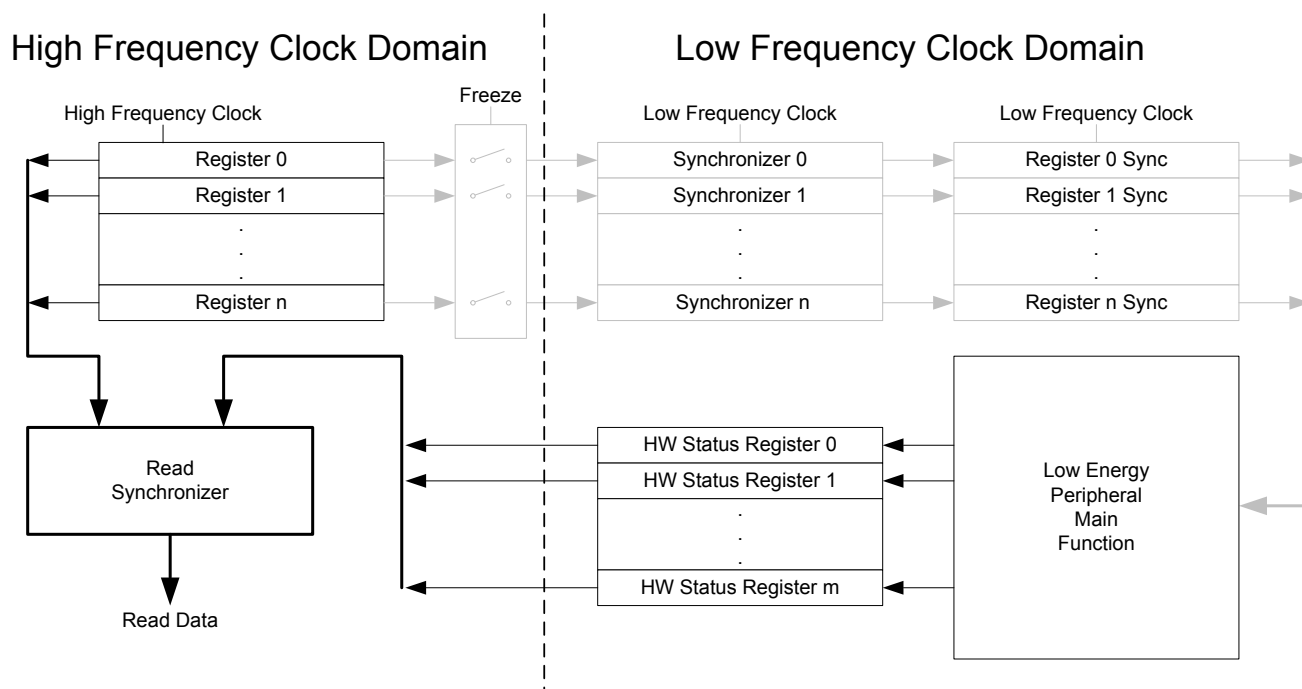 High Frequency Clock Domain
Low Frequency Clock Domain
Freeze
High Frequency Clock
Low Frequency Clock
Low Frequency Clock
Register 0
Synchronizer 0
Register 0 Sync
Register 1
Synchronizer 1
Register 1 Sync
.
.
.
.
.
.
.
.
.
Register n
Synchronizer n
Register n Sync
Read
Synchronizer
Read Data
HW Status Register 0
HW Status Register 1
.
.
.
HW Status Register m
Low Energy
Peripheral
Main
Function